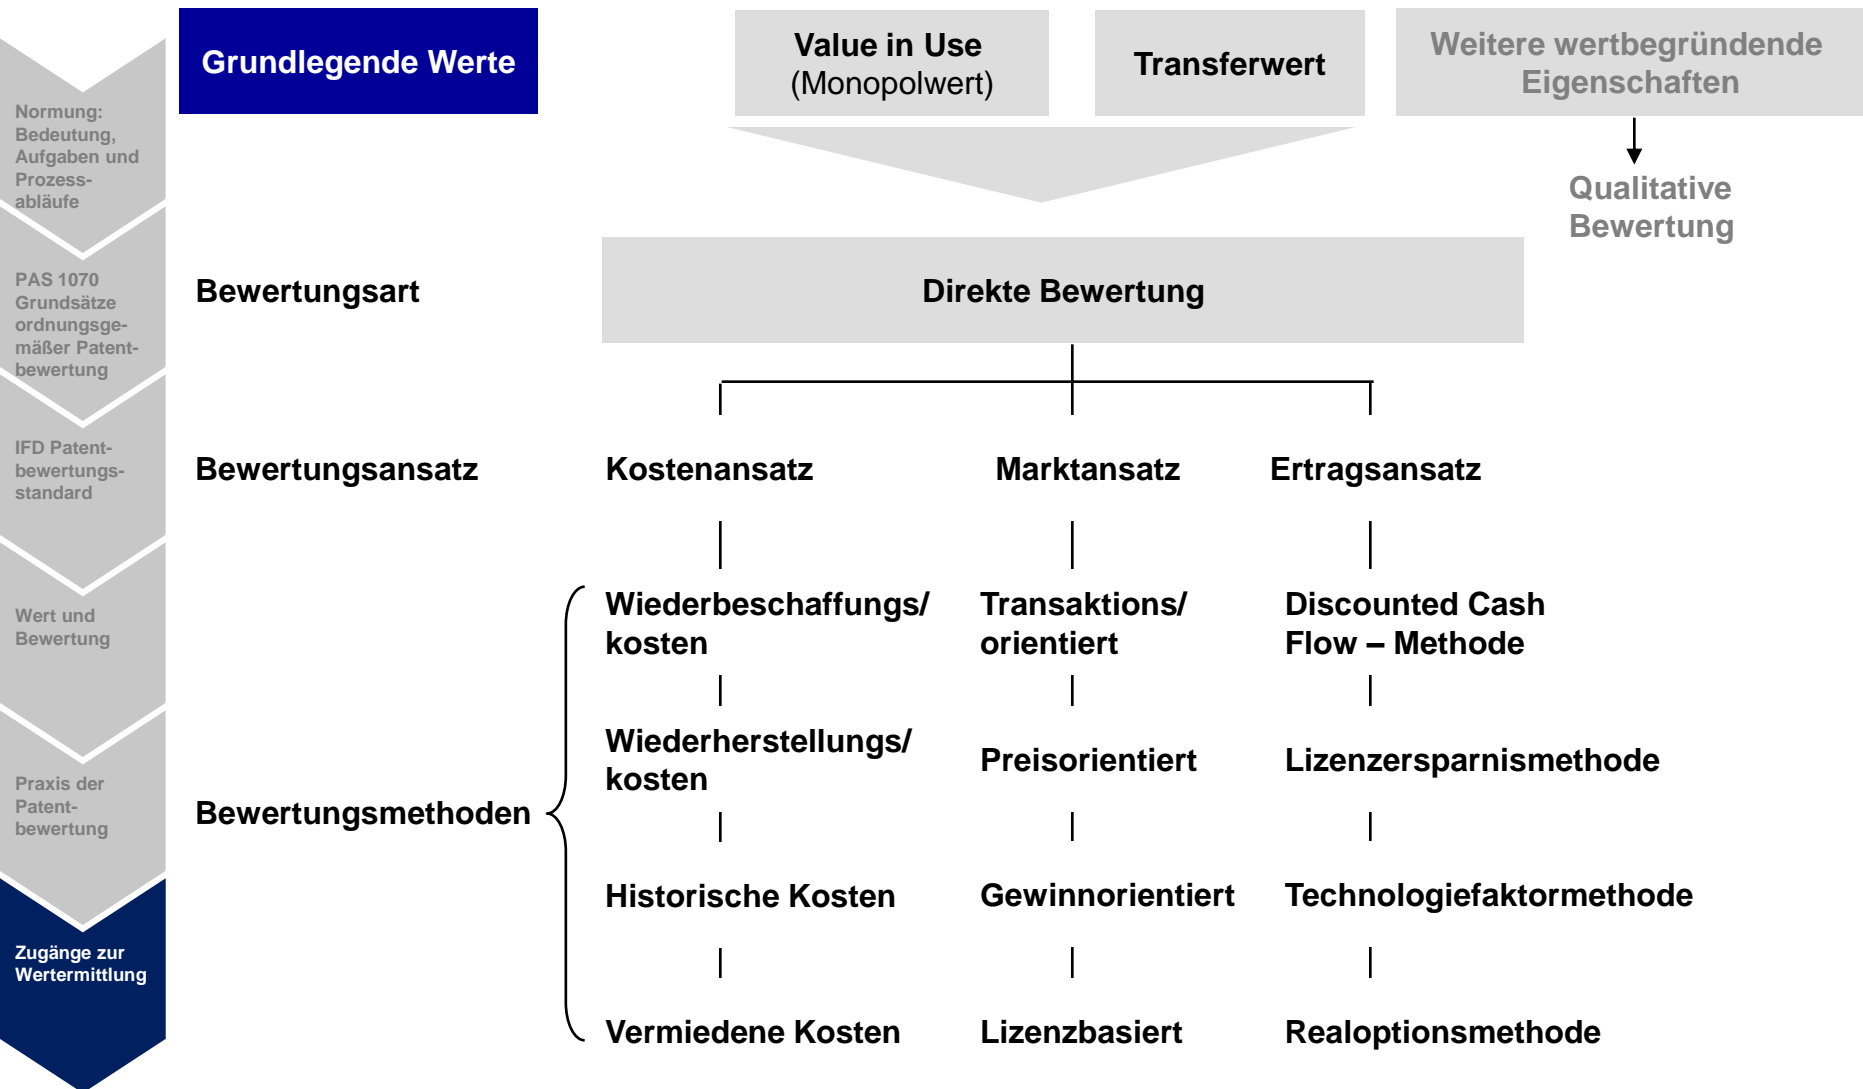 Normung:
Bedeutung,
Aufgaben und
Prozess-
abläufe
PAS 1070
Grundsätze
ordnungsge-
mäßer Patent-
bewertung
IFD Patent-
bewertungs-
standard
Wert und
Bewertung
Praxis der
Patent-
bewertung
Zugänge zur
Wertermittlung
Grundlegende Werte
Value in Use
(Monopolwert)
Transferwert
Weitere wertbegründende
Eigenschaften
Qualitative
Bewertung
Bewertungsart
Direkte Bewertung
Bewertungsansatz
Kostenansatz
Marktansatz
Ertragsansatz
Bewertungsmethoden
Wiederbeschaffungs/
kosten
Transaktions/
orientiert
Discounted Cash
Flow – Methode
Wiederherstellungs/
kosten
Preisorientiert
Lizenzersparnismethode
Historische Kosten
Gewinnorientiert
Technologiefaktormethode
Vermiedene Kosten
Lizenzbasiert
Realoptionsmethode